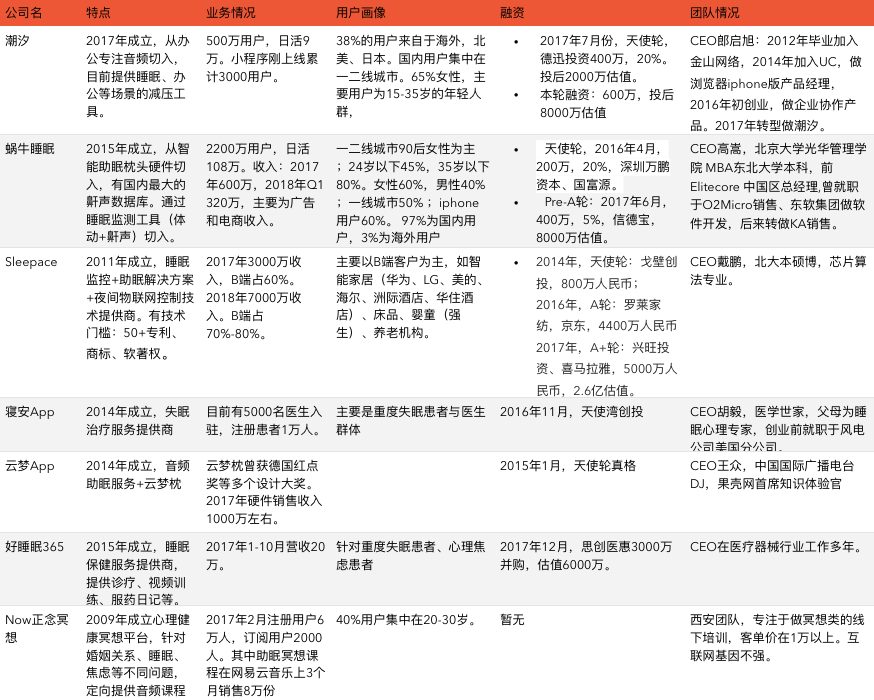 公司名
特点
业务情况
用户画像
融资
团队情况
潮汐
2017年成立，从办
公专注音频切入，
目前提供睡眠、办
公等场景的减压工
具。
500万用户，日活9
万。小程序刚上线累
计3000用户。
38%的用户来自于海外，北
美、日本。国内用户集中在
一二线城市。65%女性，主
要用户为15-35岁的年轻人
群，
• 2017年7月份，天使轮，
德迅投资400万，20%。
投后2000万估值。
• 本轮融资：600万，投后
8000万估值
CEO郎启旭：2012年毕业加入
金山网络，2014年加入UC，做
浏览器iphone版产品经理，
2016年初创业，做企业协作产
品。2017年转型做潮汐。
蜗牛睡眠
2015年成立，从智
能助眠枕头硬件切
入，有国内最大的
鼾声数据库。通过
睡眠监测工具（体
动+鼾声）切入。
2200万用户，日活
108万。收入：2017
年600万，2018年Q1
320万，主要为广告
和电商收入。
一二线城市90后女性为主
；24岁以下45%，35岁以下
80%。女性60%，男性40%
；一线城市50%；iphone
用户60%。 97%为国内用
户，3%为海外用户
• 天使轮，2016年4月，
200万，20%，深圳万鹏
资本、国富源。
• Pre-A轮：2017年6月，
400万，5%，信德宝，
8000万估值。
CEO高嵩，北京大学光华管理学
院 MBA东北大学本科，前
Elitecore 中国区总经理,曾就职
于O2Micro销售、东软集团做软
件开发，后来转做KA销售。
Sleepace
2011年成立，睡眠
监控+助眠解决方案
+夜间物联网控制技
术提供商。有技术
门槛：50+专利、
商标、软著权。
2017年3000万收
入，B端占60%。
2018年7000万收
入。B端占
70%-80%。
主要以B端客户为主，如智
能家居（华为、LG、美的、
海尔、洲际酒店、华住酒
店）、床品、婴童（强
生）、养老机构。
• 2014年，天使轮：戈壁创
投，800万人民币；
2016年，A轮：罗莱家
纺，京东，4400万人民币
2017年，A+轮：兴旺投
资、喜马拉雅，5000万人
民币，2.6亿估值。
CEO戴鹏，北大本硕博，芯片算
法专业。
寝安App
2014年成立，失眠
治疗服务提供商
目前有5000名医生入
驻，注册患者1万人。
主要是重度失眠患者与医生
群体
2016年11月，天使湾创投
CEO胡毅，医学世家，父母为睡
眠心理专家，创业前就职于风电
公司美国分公司。
云梦App
2014年成立，音频
助眠服务+云梦枕
云梦枕曾获德国红点
奖等多个设计大奖。
2017年硬件销售收入
1000万左右。
2015年1月，天使轮真格
CEO王众，中国国际广播电台
DJ，果壳网首席知识体验官
好睡眠365
2015年成立，睡眠
保健服务提供商，
提供诊疗、视频训
练、服药日记等。
2017年1-10月营收20
万。
针对重度失眠患者、心理焦
虑患者
2017年12月，思创医惠3000万
并购，估值6000万。
CEO在医疗器械行业工作多年。
Now正念冥
想
2009年成立心理健
康冥想平台，针对
婚姻关系、睡眠、
焦虑等不同问题，
定向提供音频课程
2017年2月注册用户6
万人，订阅用户2000
人。其中助眠冥想课
程在网易云音乐上3个
月销售8万份
40%用户集中在20-30岁。
暂无
西安团队，专注于做冥想类的线
下培训，客单价在1万以上。互
联网基因不强。